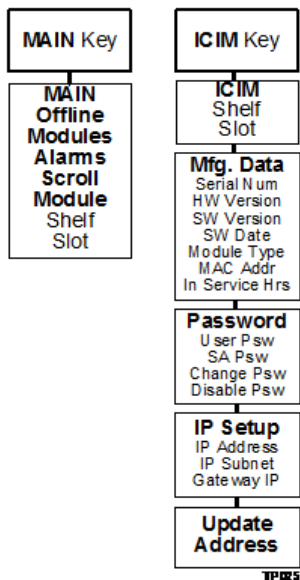 MAIN Key
MAIN
Offline
Modules
Alarms
Scroll
Module
Shelf
Slot
ICIM Key
ICIM
Shelf
Slot
Mfg. Data
Serial Num
HW Version
SW Version
SW Date
Module Type
MAC Addr
In Service Hrs
Password
User Psw
SA Psw
Change Psw
Disable Psw
IP Setup
IP Address
IP Subnet
Gateway IP
Update
Address